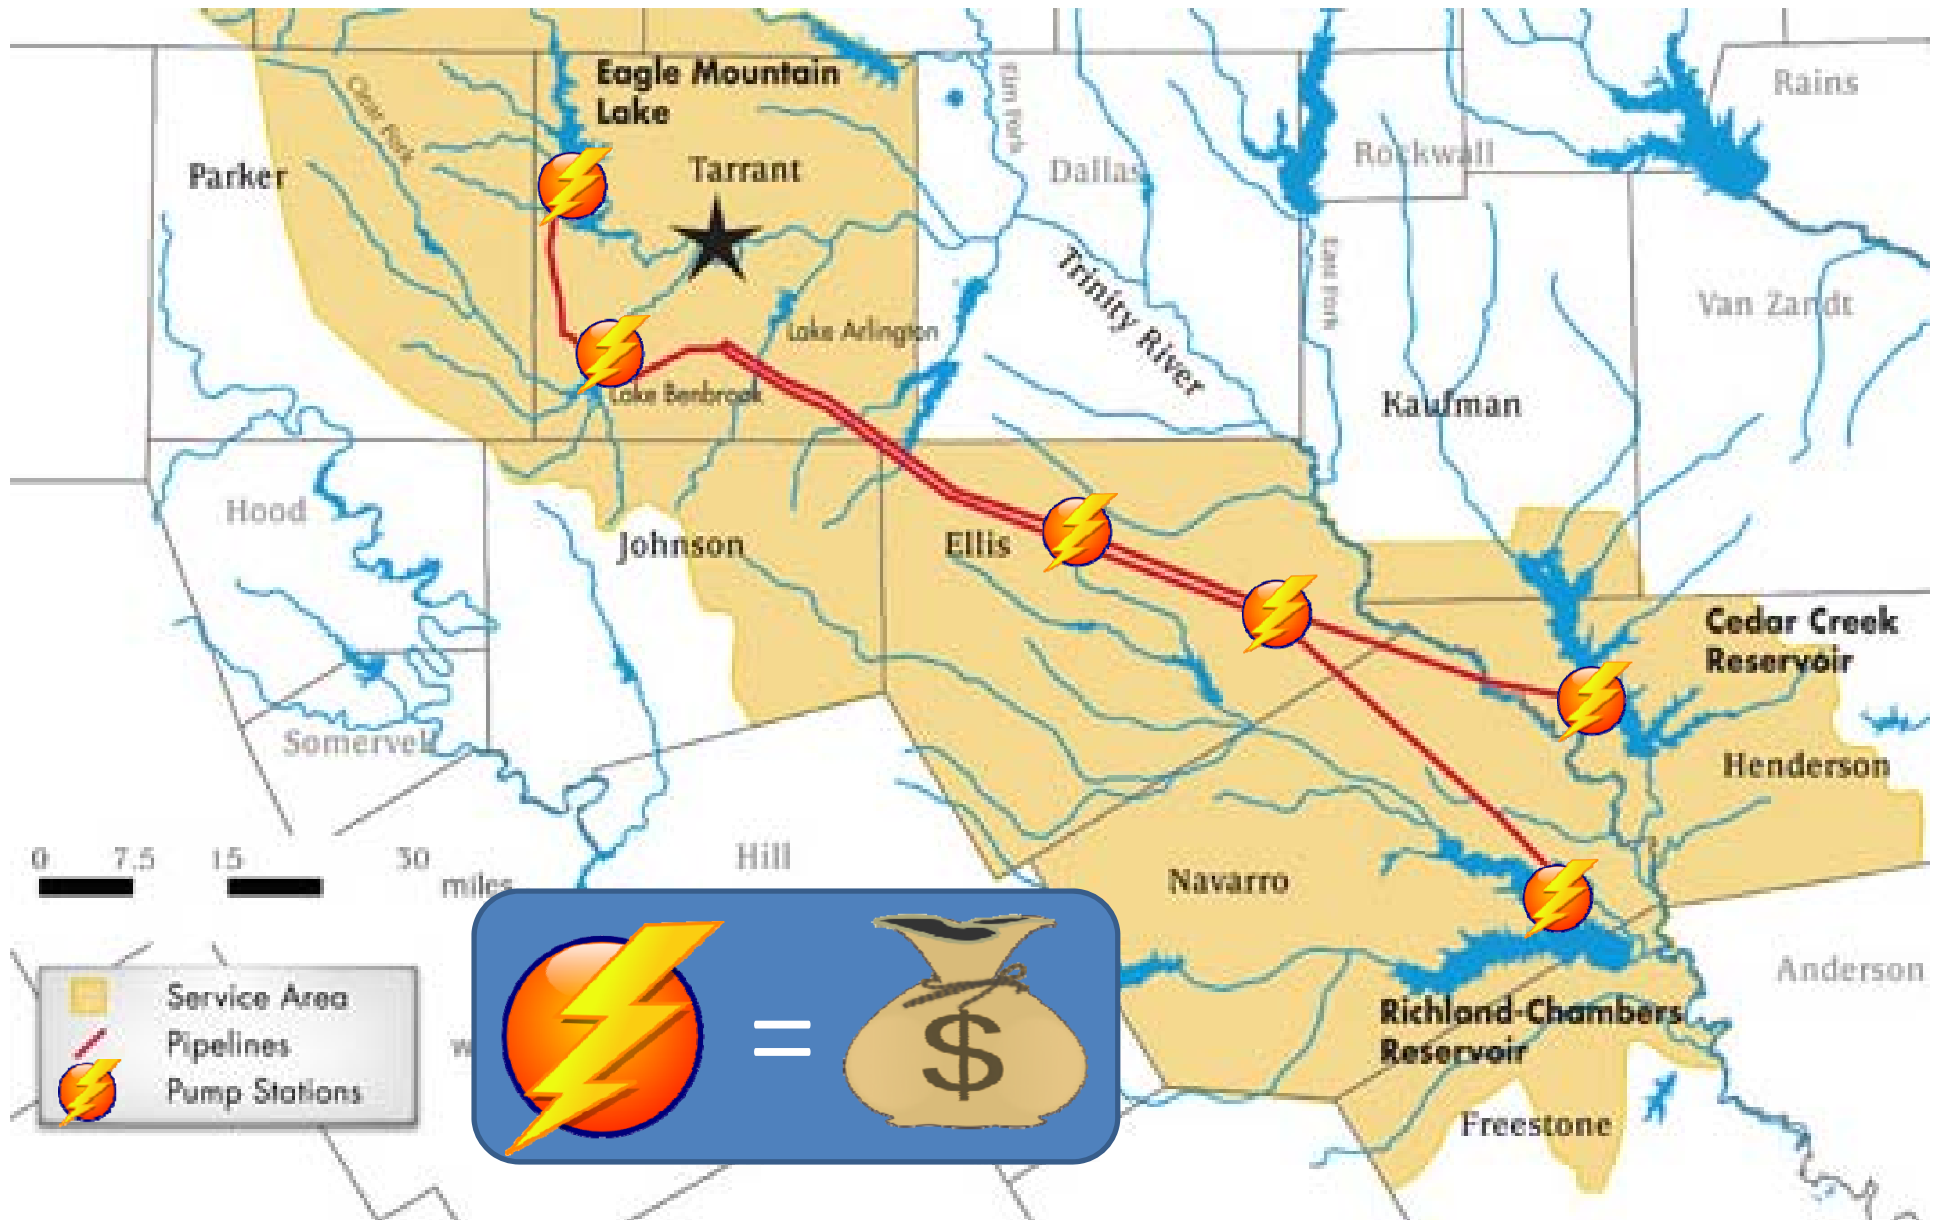 Eagle Mountain
Lake
Clear Fork
Elm Fork
Rains
Parker
Tarrant
Dallas
Rockwall
Trinity River
East Fork
Van Zandt
Lake Arlington
Lake Benbrook
Kaufman
Hood
Johnson
Ellis
Cedar Creek
Reservoir
Somervell
Henderson
0 7.5 15 30
miles
Hill
Navarro
Anderson
Service Area
Pipelines
Pump Stations
= $
Richland-Chambers
Reservoir
Freestone